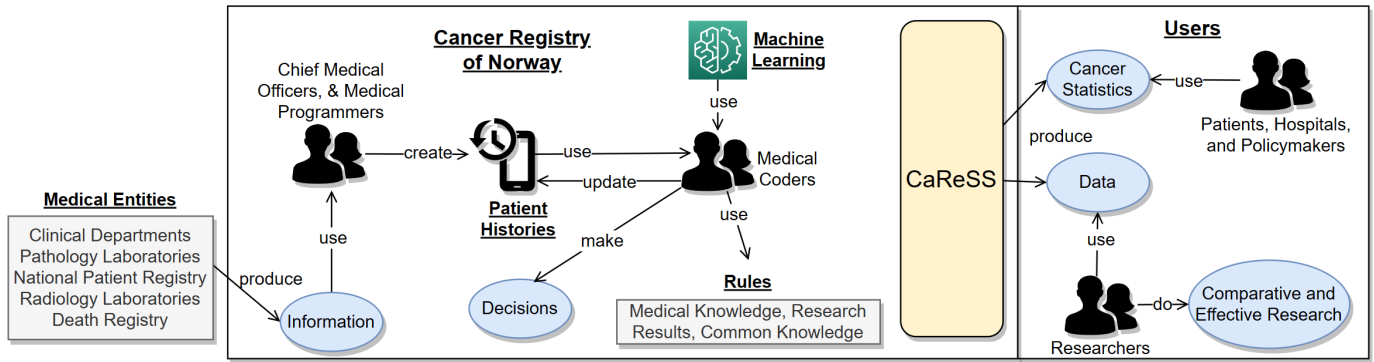 Medical Entities
Clinical Departments
Pathology Laboratories
National Patient Registry
Radiology Laboratories
Death Registry
produce
Information
use
Chief Medical
Officers, & Medical
Programmers
create
Cancer Registry
of Norway
Patient
Histories
use
update
Machine
Learning
use
Medical
Coders
make
Decisions
use
Rules
Medical Knowledge, Research
Results, Common Knowledge
CaReSS
produce
Users
Cancer
Statistics
use
Patients, Hospitals,
and Policymakers
Data
use
Researchers
do
Comparative and
Effective Research